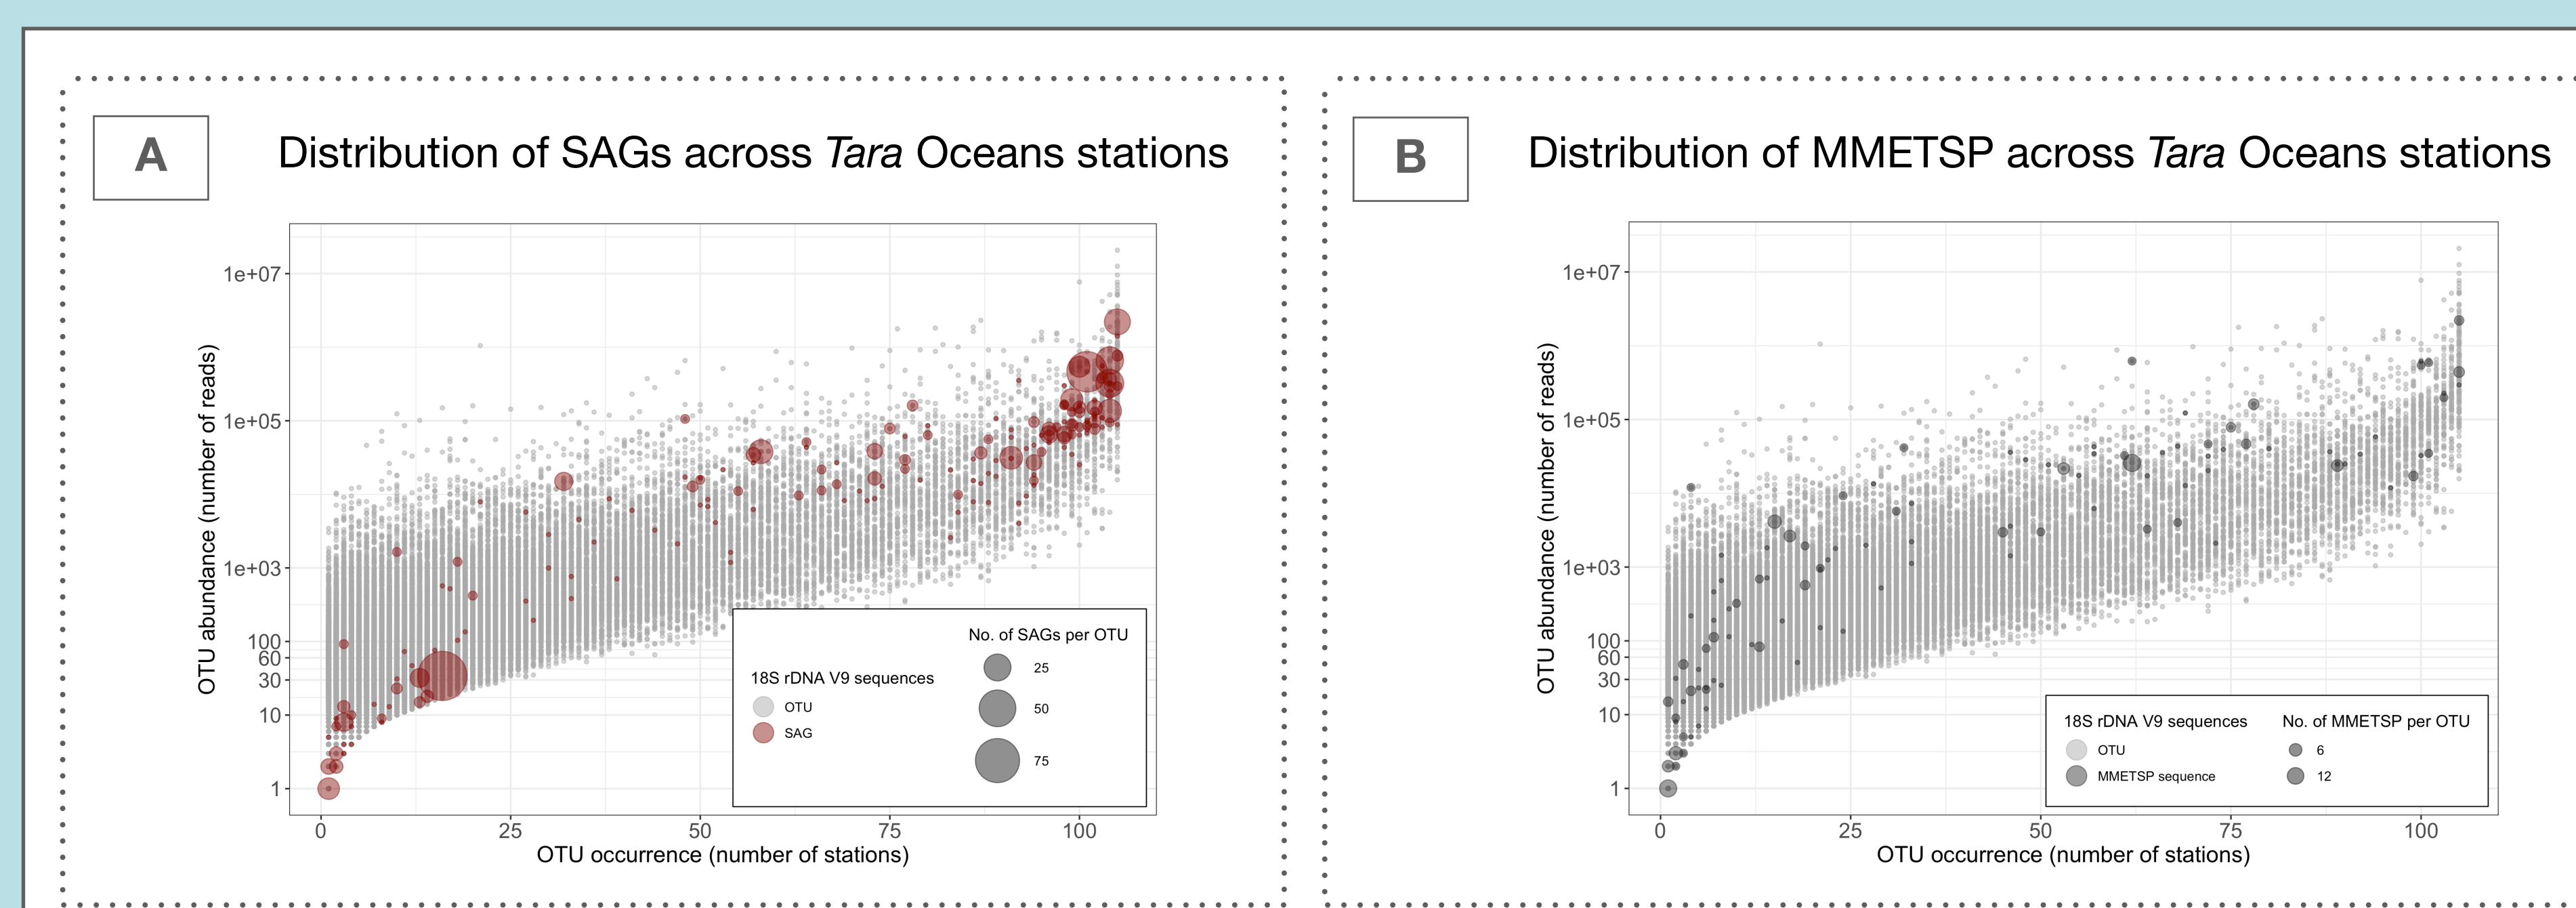 A
Distribution of SAGs across Tara Oceans stations
OTU abundance (number of reads)
1e+07
1e+05
1e+03
100
60
30
10
1
0 25 50 75 100
OTU occurrence (number of stations)
18S rDNA V9 sequences
OTU
SAG
No. of SAGs per OTU
25
50
75
B
Distribution of MMETSP across Tara Oceans stations
OTU abundance (number of reads)
1e+07
1e+05
1e+03
100
60
30
10
1
0 25 50 75 100
OTU occurrence (number of stations)
18S rDNA V9 sequences
OTU
MMETSP sequence
No. of MMETSP per OTU
6
12